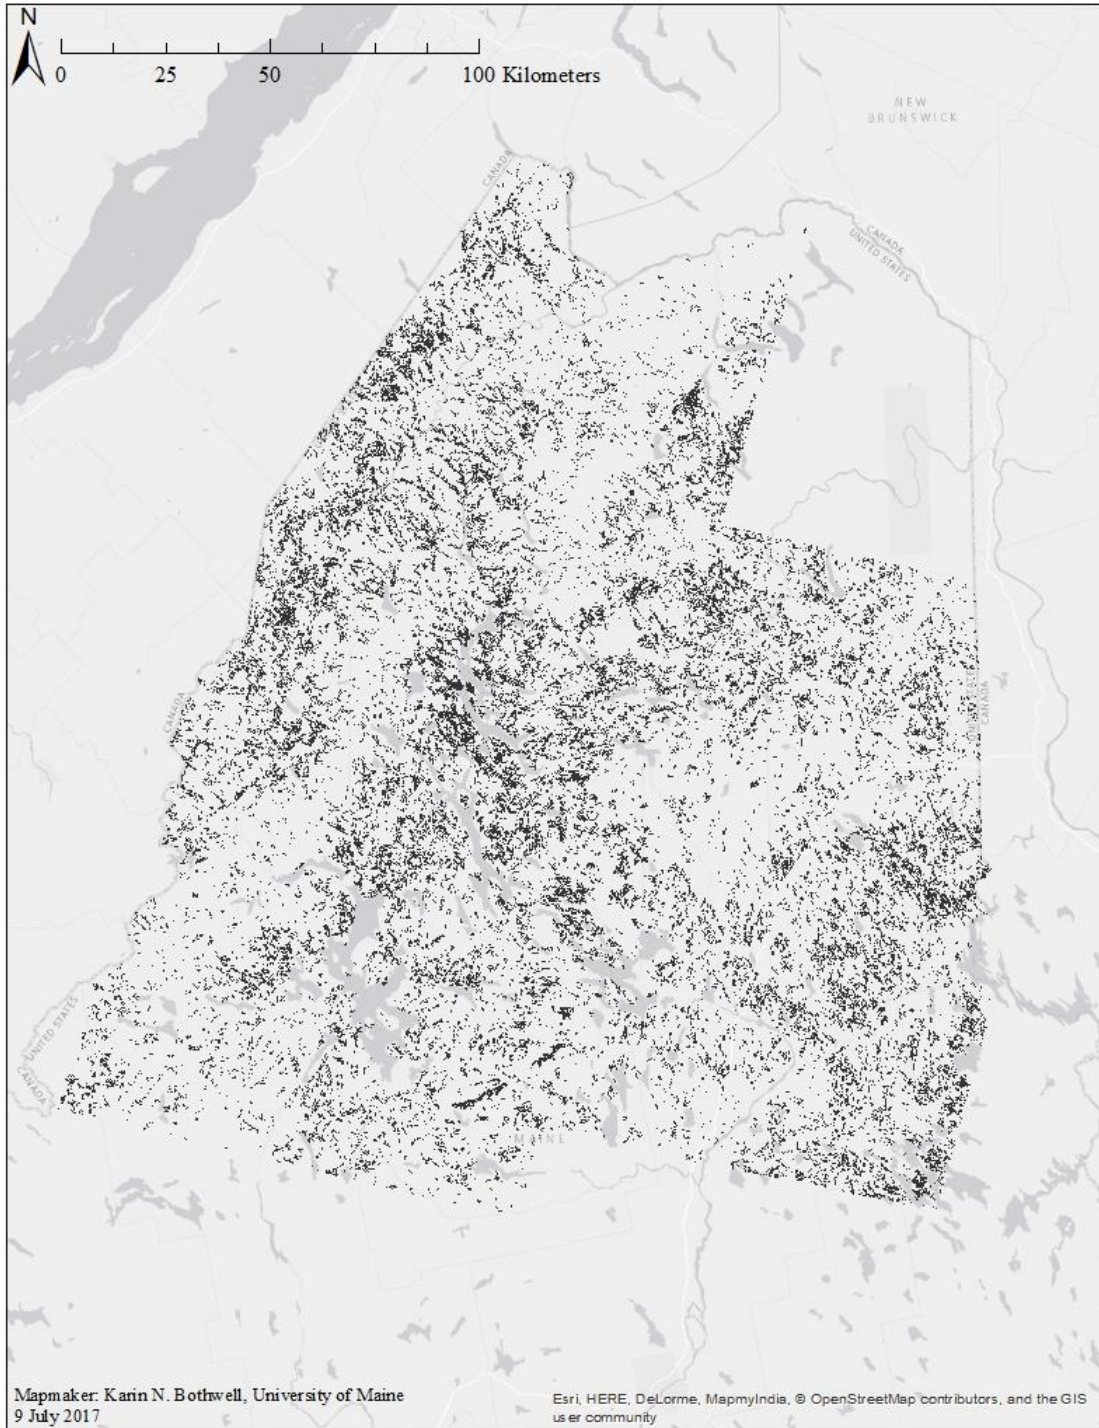 N
0 25 50 100 Kilometers
NEW
BRUNSWICK
CANADA
CANADA
UNITED STATES
CANADA
UNITED STATES
CANADA
UNITED STATES
CANADA
MAINE
Mapmaker: Karin N. Bothwell, University of Maine
9 July 2017
Esri, HERE, DeLorme, MapmyIndia, © OpenStreetMap contributors, and the GIS
user community